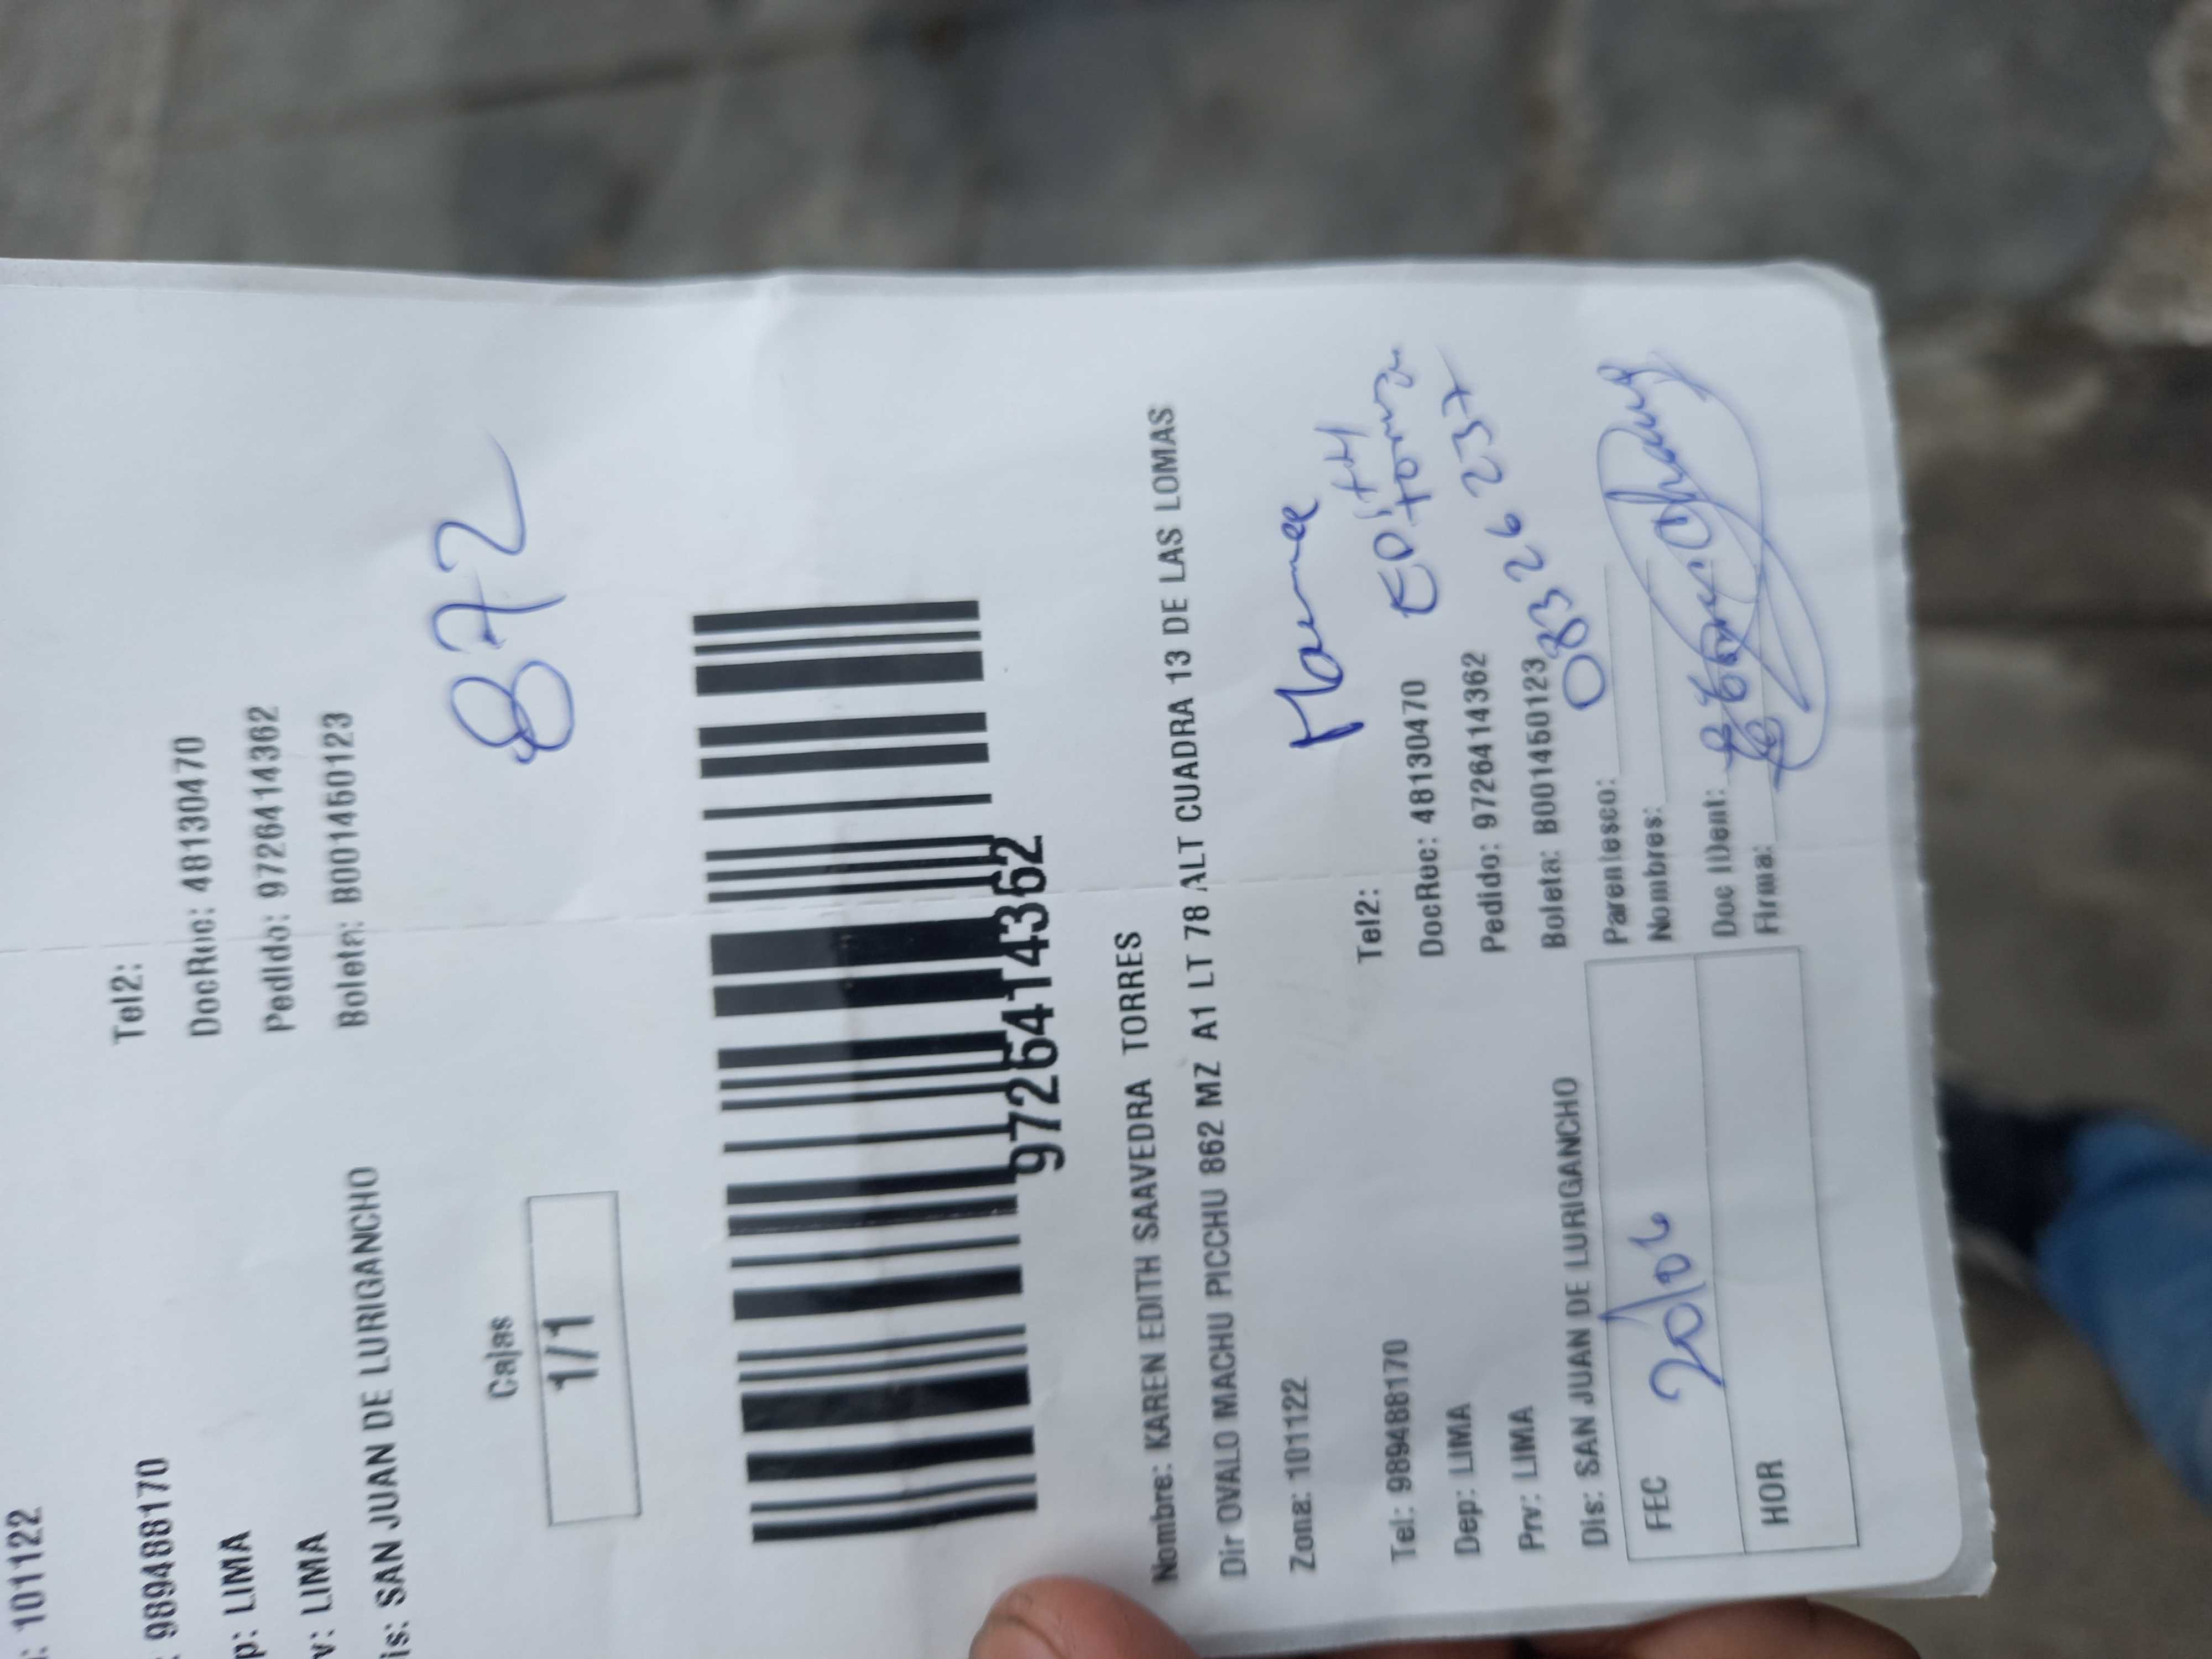 : 101122
: 989488170
Tel2:
p: LIMA
DocRec: 48130470
v: LIMA
Pedido: 9726414362
is: SAN JUAN DE LURIGANCHO
Boleta: B001450123
Cajas
1/1
872
9726414362
Nombre: KAREN EDITH SAAVEDRA TORRES
Dir OVALO MACHU PICCHU 862 MZ A1 LT 78 ALT CUADRA 13 DE LAS LOMAS
Zona: 101122
Tel: 989488170
Tel2:
Edith
Dep: LIMA
DocRec: 48130470
Prv: LIMA
Pedido: 9726414362
Dis: SAN JUAN DE LURIGANCHO
Boleta: B001450123
Parentesco:
FEC 20/06
Nombres:
HOR
Doc IDent:
Firma: